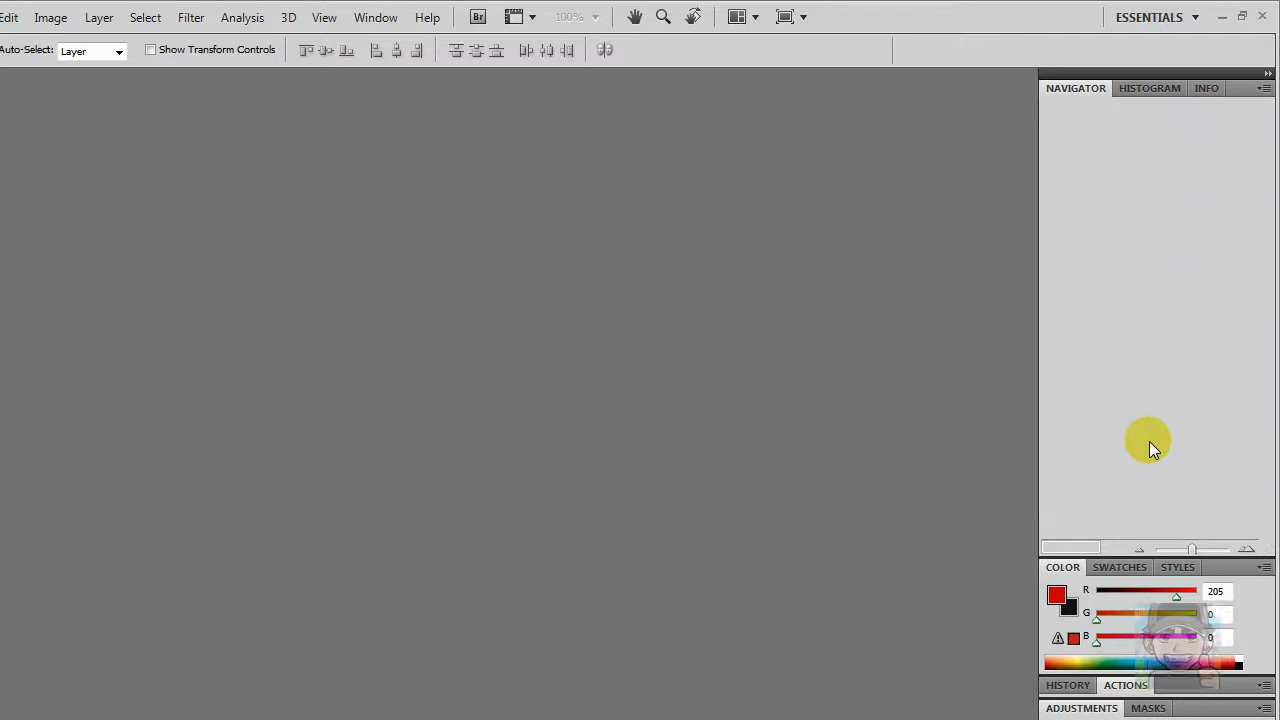 Edit Image Layer Select Filter Analysis 3D View Window Help Br 100% ESSENTIALS
Auto-Select: Layer Show Transform Controls
NAVIGATOR HISTOGRAM INFO
COLOR SWATCHES STYLES
R 205
G 0
B 0
HISTORY ACTIONS
ADJUSTMENTS MASKS